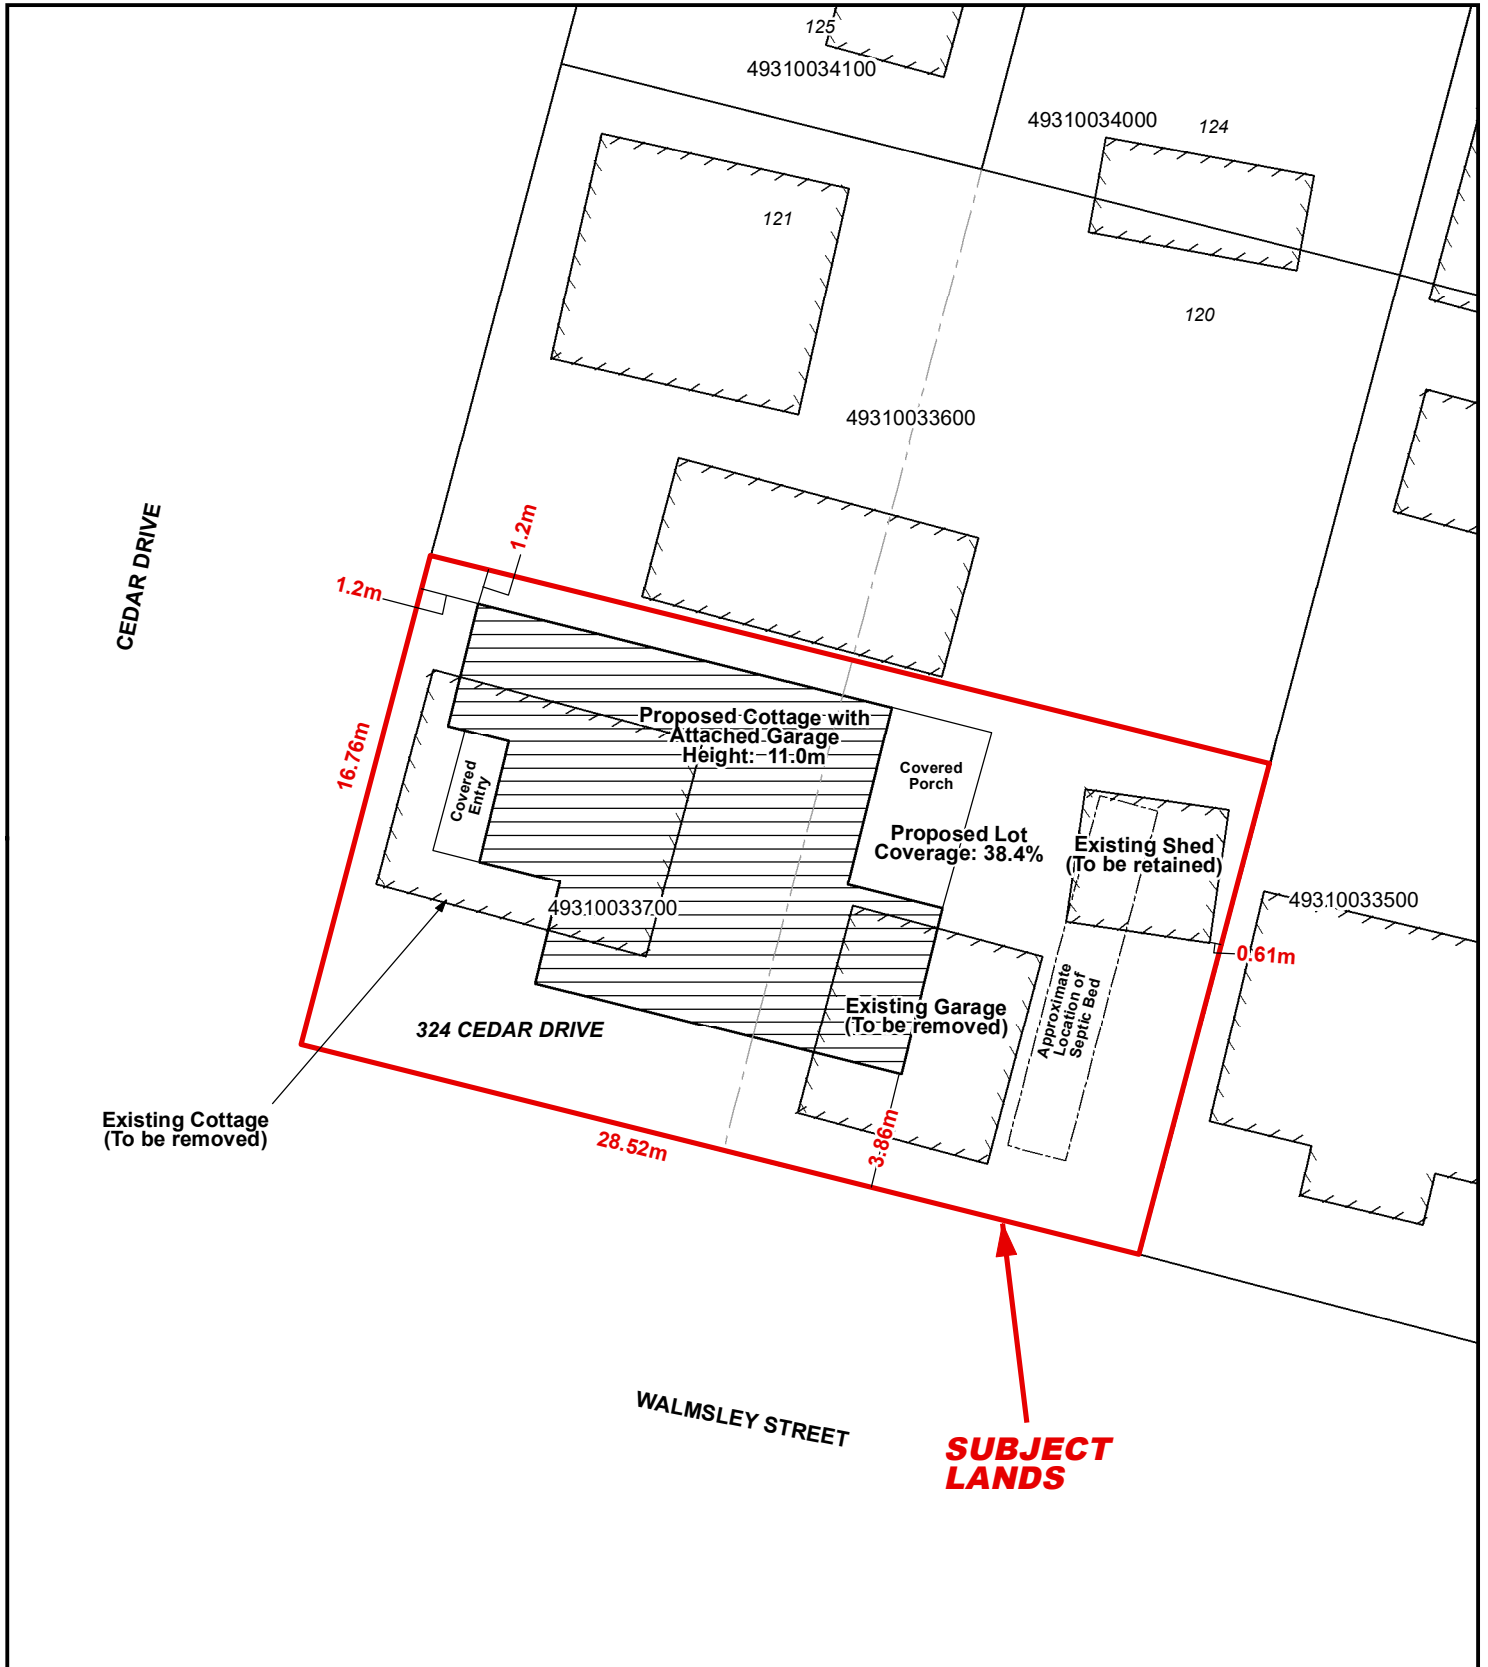 125
49310034100
49310034000
124
121
120
49310033600
CEDAR DRIVE
1.2m
1.2m
16.76m
Proposed Cottage with
Attached Garage
Height: 11.0m
Covered
Entry
Covered
Porch
Proposed Lot
Coverage: 38.4%
Existing Shed
(To be retained)
49310033700
49310033500
0.61m
Existing Garage
(To be removed)
Approximate
Location of
Septic Bed
324 CEDAR DRIVE
Existing Cottage
(To be removed)
28.52m
3.86m
WALMSLEY STREET
SUBJECT
LANDS